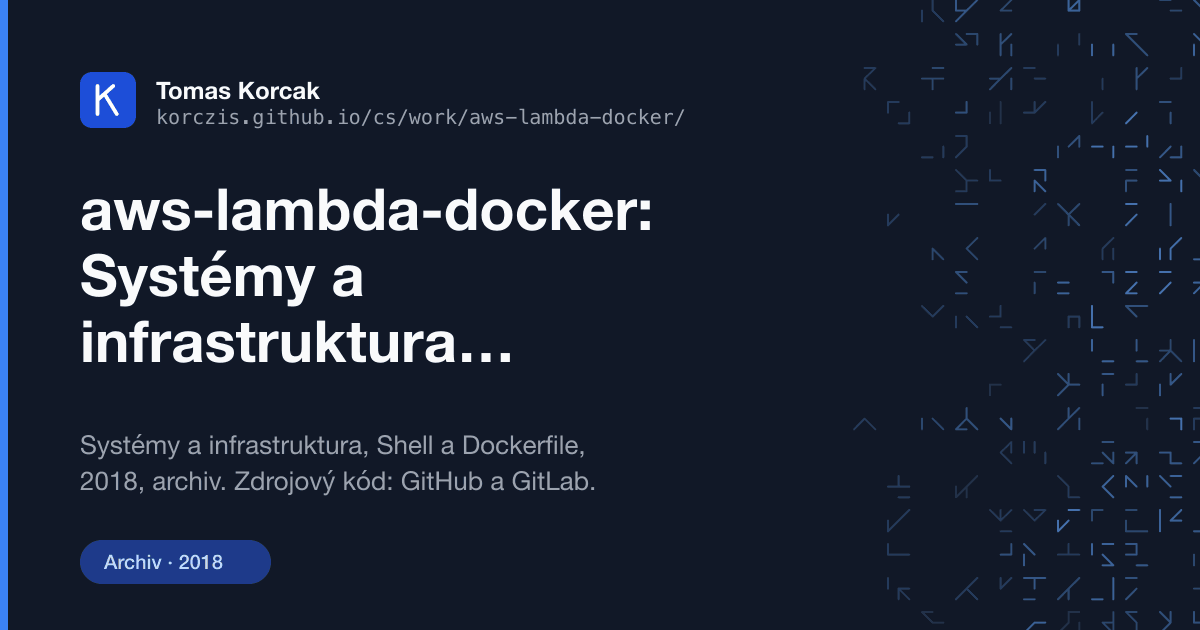 K
Tomas Korcak
korczis.github.io/cs/work/aws-lambda-docker/
aws-lambda-docker:
Systémy a
infrastruktura…
Systémy a infrastruktura, Shell a Dockerfile,
2018, archiv. Zdrojový kód: GitHub a GitLab.
Archiv · 2018